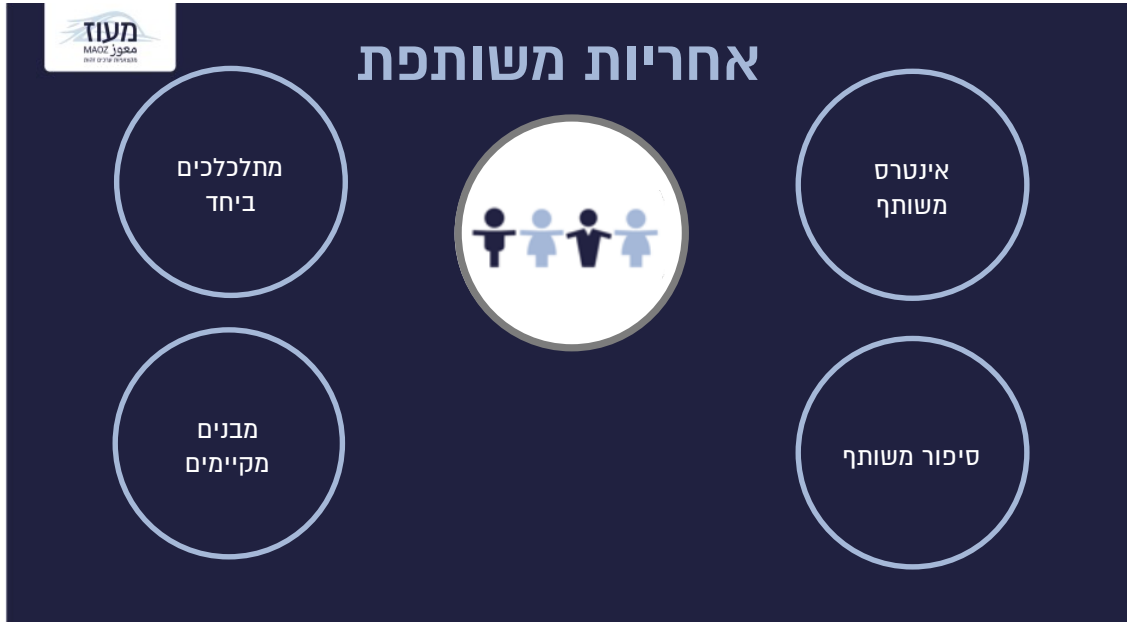 מעוז
معوز MAOZ
אחריות משותפת
אינטרס
משותף
מתלכלכים
ביחד
סיפור משותף
מבנים
מקיימים